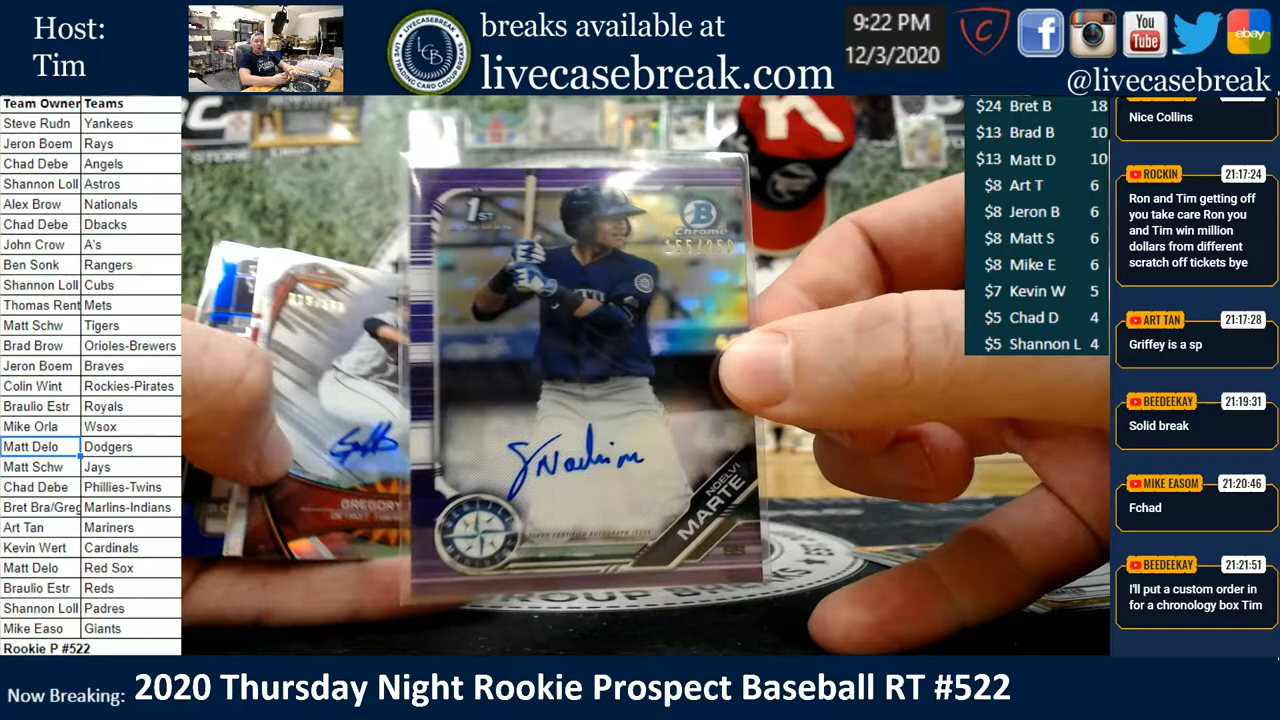 Host:
Tim
breaks available at
livecasebreak.com
LCB
9:22 PM
12/3/2020
You
Tube
ebay
@livecasebreak
Team Owner Teams
Steve Rudn Yankees
Jeron Boem Rays
Chad Debe Angels
Shannon Loll Astros
Alex Brow Nationals
Chad Debe Dbacks
John Crow A's
Ben Sonk Rangers
Shannon Loll Cubs
Thomas Rent Mets
Matt Schw Tigers
Brad Brow Orioles-Brewers
Jeron Boem Braves
Colin Wint Rockies-Pirates
Braulio Estr Royals
Mike Orla Wsox
Matt Delo Dodgers
Matt Schw Jays
Chad Debe Phillies-Twins
Bret Bra/Greg Marlins-Indians
Art Tan Mariners
Kevin Wert Cardinals
Matt Delo Red Sox
Braulio Estr Reds
Shannon Loll Padres
Mike Easo Giants
Rookie P #522
1ST
B
Chrome
NOELVI
MARTE
SS
TOPPS CERTIFIED AUTOGRAPH ISSUE
GREGORY
K
$24 Bret B 18
$13 Brad B 10
$13 Matt D 10
$8 Art T 6
$8 Jeron B 6
$8 Matt S 6
$8 Mike E 6
$7 Kevin W 5
$5 Chad D 4
$5 Shannon L 4
Nice Collins
ROCKIN 21:17:24
Ron and Tim getting off
you take care Ron you
and Tim win million
dollars from different
scratch off tickets bye
ART TAN 21:17:28
Griffey is a sp
BEEDEEKAY 21:19:31
Solid break
MIKE EASOM 21:20:46
Fchad
BEEDEEKAY 21:21:51
I'll put a custom order in
for a chronology box Tim
Now Breaking: 2020 Thursday Night Rookie Prospect Baseball RT #522